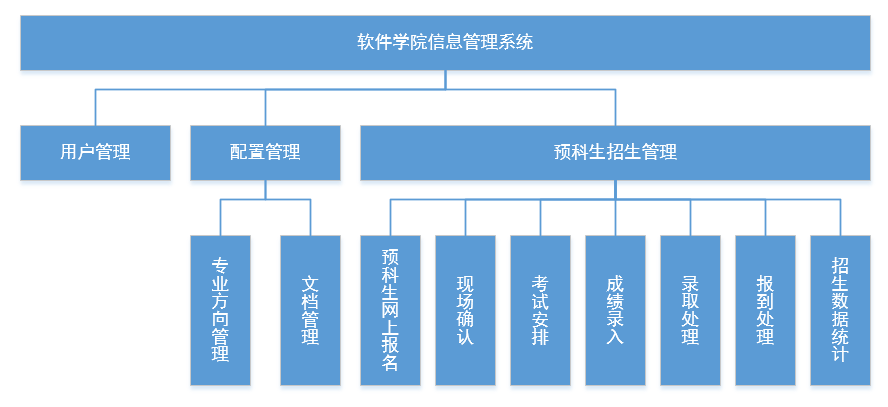 软件学院信息管理系统
用户管理
配置管理
预科生招生管理
专业方向管理
文档管理
预科生网上报名
现场确认
考试安排
成绩录入
录取处理
报到处理
招生数据统计